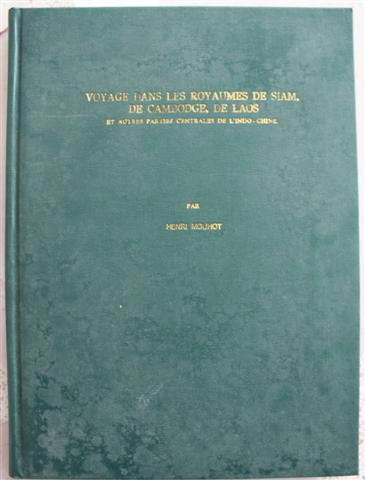 VOYAGE DANS LES ROYAUMES DE SIAM,
DE CAMBODGE, DE LAOS
ET AUTRES PARTIES CENTRALES DE L'INDO-CHINE.
PAR
HENRI MOUHOT